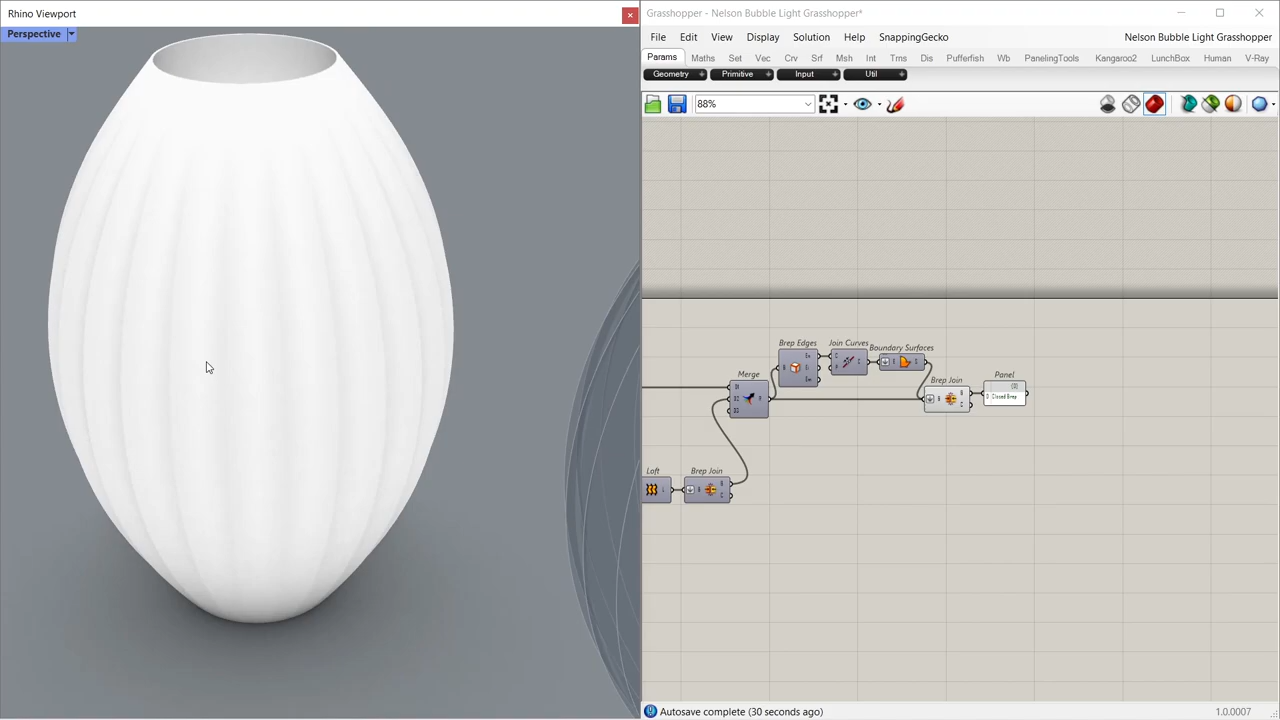 Rhino Viewport
Perspective
Grasshopper - Nelson Bubble Light Grasshopper*
File Edit View Display Solution Help SnappingGecko
Nelson Bubble Light Grasshopper
Params Maths Set Vec Crv Srf Msh Int Trns Dis Pufferfish Wb PanelingTools Kangaroo2 LunchBox Human V-Ray
Geometry Primitive Input Util
88%
Brep Edges
Join Curves
Boundary Surfaces
Merge
Brep Join
Panel
{0}
0 Closed Brep
Loft
Brep Join
Autosave complete (30 seconds ago)
1.0.0007